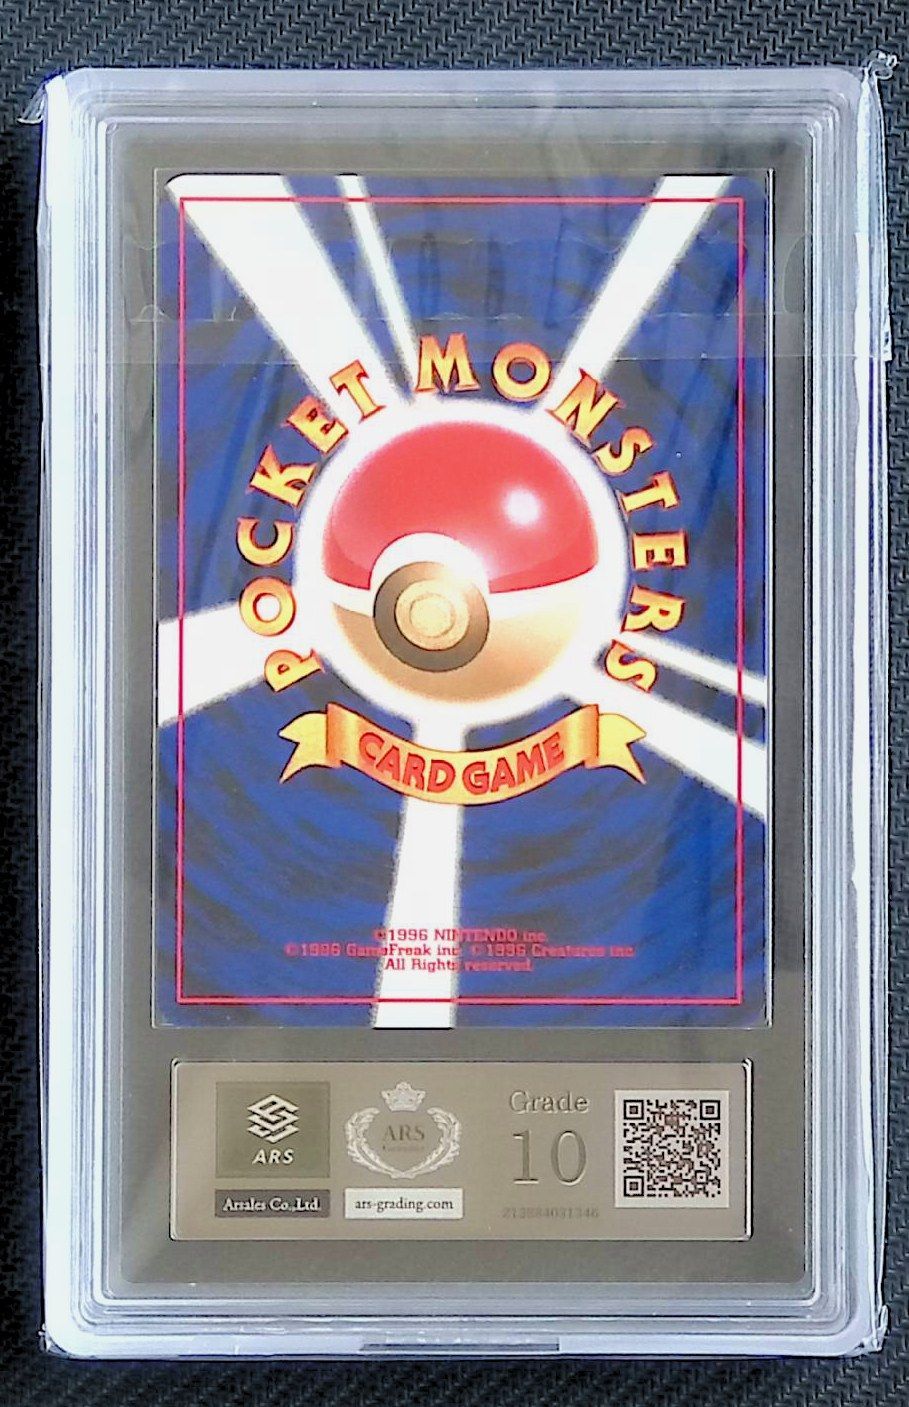 POCKET MONSTERS
CARD GAME
©1996 NINTENDO inc.
©1996 GameFreak inc. ©1996 Creatures inc.
All Rights reserved.
ARS
ARS
Grade
10
Arsales Co.,Ltd.
ars-grading.com